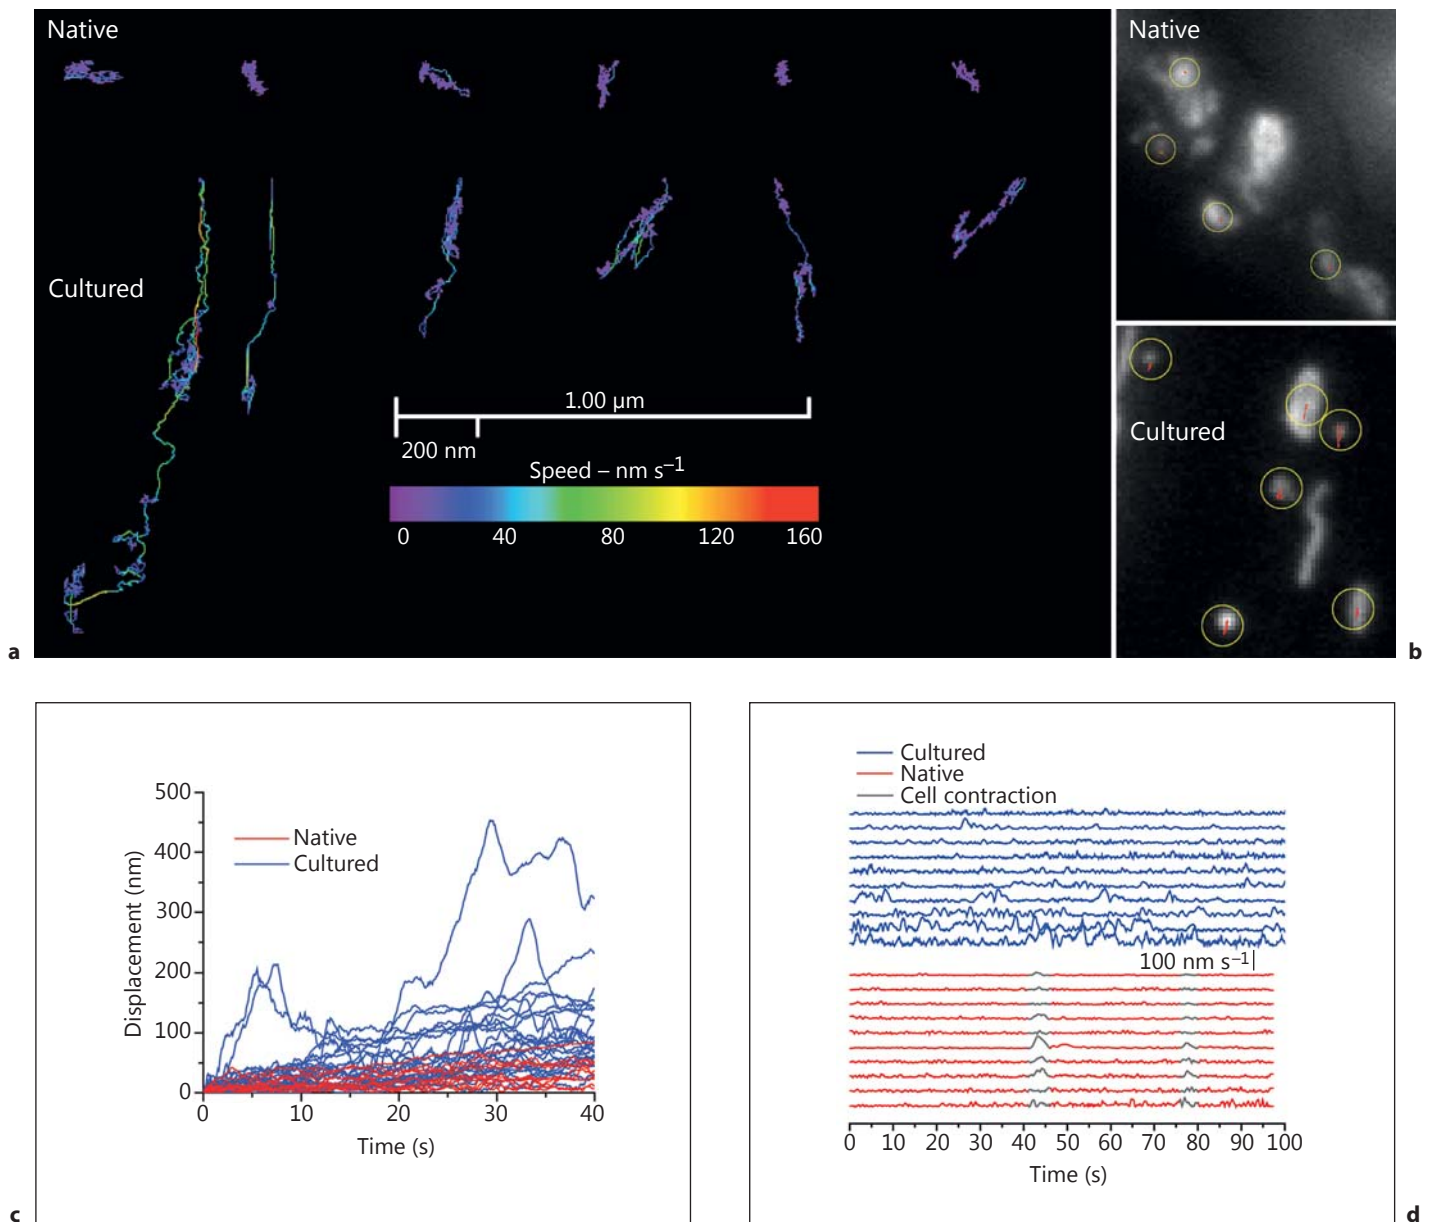 Native
Cultured
1.00 µm
200 nm
Speed – nm s–1
0 40 80 120 160
a
Native
Cultured
b
500
400
300
200
100
0
Displacement (nm)
Native
Cultured
0 10 20 30 40
Time (s)
c
Cultured
Native
Cell contraction
100 nm s–1
0 10 20 30 40 50 60 70 80 90 100
Time (s)
d